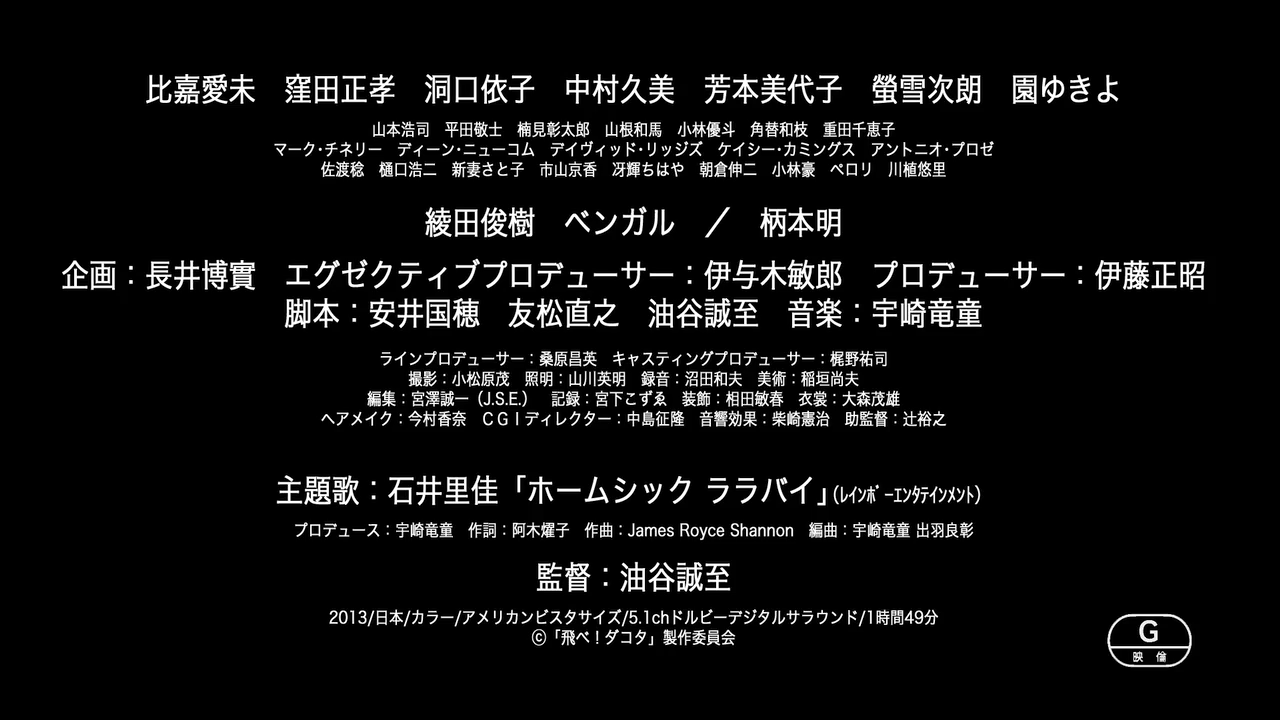 比嘉愛未　窪田正孝　洞口依子　中村久美　芳本美代子　螢雪次朗　園ゆきよ
山本浩司　平田敬士　楠見彰太郎　山根和馬　小林優斗　角替和枝　重田千恵子
マーク・チネリー　ディーン・ニューコム　デイヴィッド・リッジズ　ケイシー・カミングス　アントニオ・プロゼ
佐渡稔　樋口浩二　新妻さと子　市山京香　冴輝ちはや　朝倉伸二　小林豪　ペロリ　川植悠里
綾田俊樹　ベンガル　／　柄本明
企画：長井博實　エグゼクティブプロデューサー：伊与木敏郎　プロデューサー：伊藤正昭
脚本：安井国穂　友松直之　油谷誠至　音楽：宇崎竜童
ラインプロデューサー：桑原昌英　キャスティングプロデューサー：梶野祐司
撮影：小松原茂　照明：山川英明　録音：沼田和夫　美術：稲垣尚夫
編集：宮澤誠一（J.S.E.）　記録：宮下こずゑ　装飾：相田敏春　衣裳：大森茂雄
ヘアメイク：今村香奈　ＣＧＩディレクター：中島征隆　音響効果：柴崎憲治　助監督：辻裕之
主題歌：石井里佳「ホームシック ララバイ」（ﾚｲﾝﾎﾞｰｴﾝﾀﾃｲﾝﾒﾝﾄ）
プロデュース：宇崎竜童　作詞：阿木燿子　作曲：James Royce Shannon　編曲：宇崎竜童 出羽良彰
監督：油谷誠至
2013/日本/カラー/アメリカンビスタサイズ/5.1chドルビーデジタルサラウンド/1時間49分
©「飛べ！ダコタ」製作委員会
G
映倫